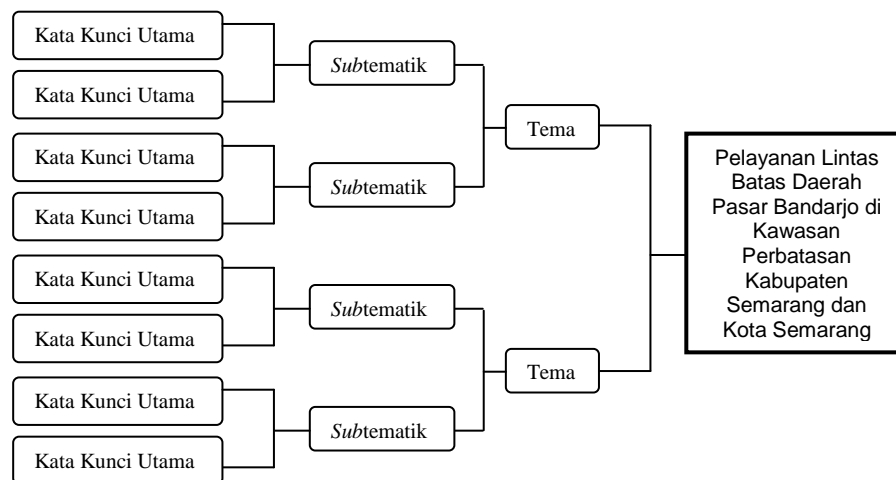 Kata Kunci Utama
Kata Kunci Utama
Kata Kunci Utama
Kata Kunci Utama
Kata Kunci Utama
Kata Kunci Utama
Kata Kunci Utama
Kata Kunci Utama
Subtematik
Subtematik
Subtematik
Subtematik
Tema
Tema
Pelayanan Lintas
Batas Daerah
Pasar Bandarjo di
Kawasan
Perbatasan
Kabupaten
Semarang dan
Kota Semarang